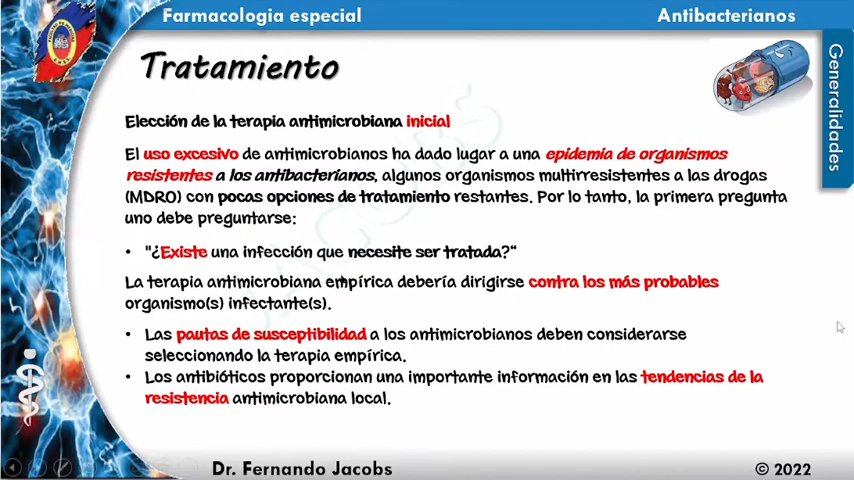 Farmacologia especial
Antibacterianos
Tratamiento
Generalidades
Elección de la terapia antimicrobiana inicial
El uso excesivo de antimicrobianos ha dado lugar a una epidemia de organismos
resistentes a los antibacterianos, algunos organismos multirresistentes a las drogas
(MDRO) con pocas opciones de tratamiento restantes. Por lo tanto, la primera pregunta
uno debe preguntarse:
• "¿Existe una infección que necesite ser tratada?"
La terapia antimicrobiana empírica debería dirigirse contra los más probables
organismo(s) infectante(s).
• Las pautas de susceptibilidad a los antimicrobianos deben considerarse
seleccionando la terapia empírica.
• Los antibióticos proporcionan una importante información en las tendencias de la
resistencia antimicrobiana local.
Dr. Fernando Jacobs
© 2022